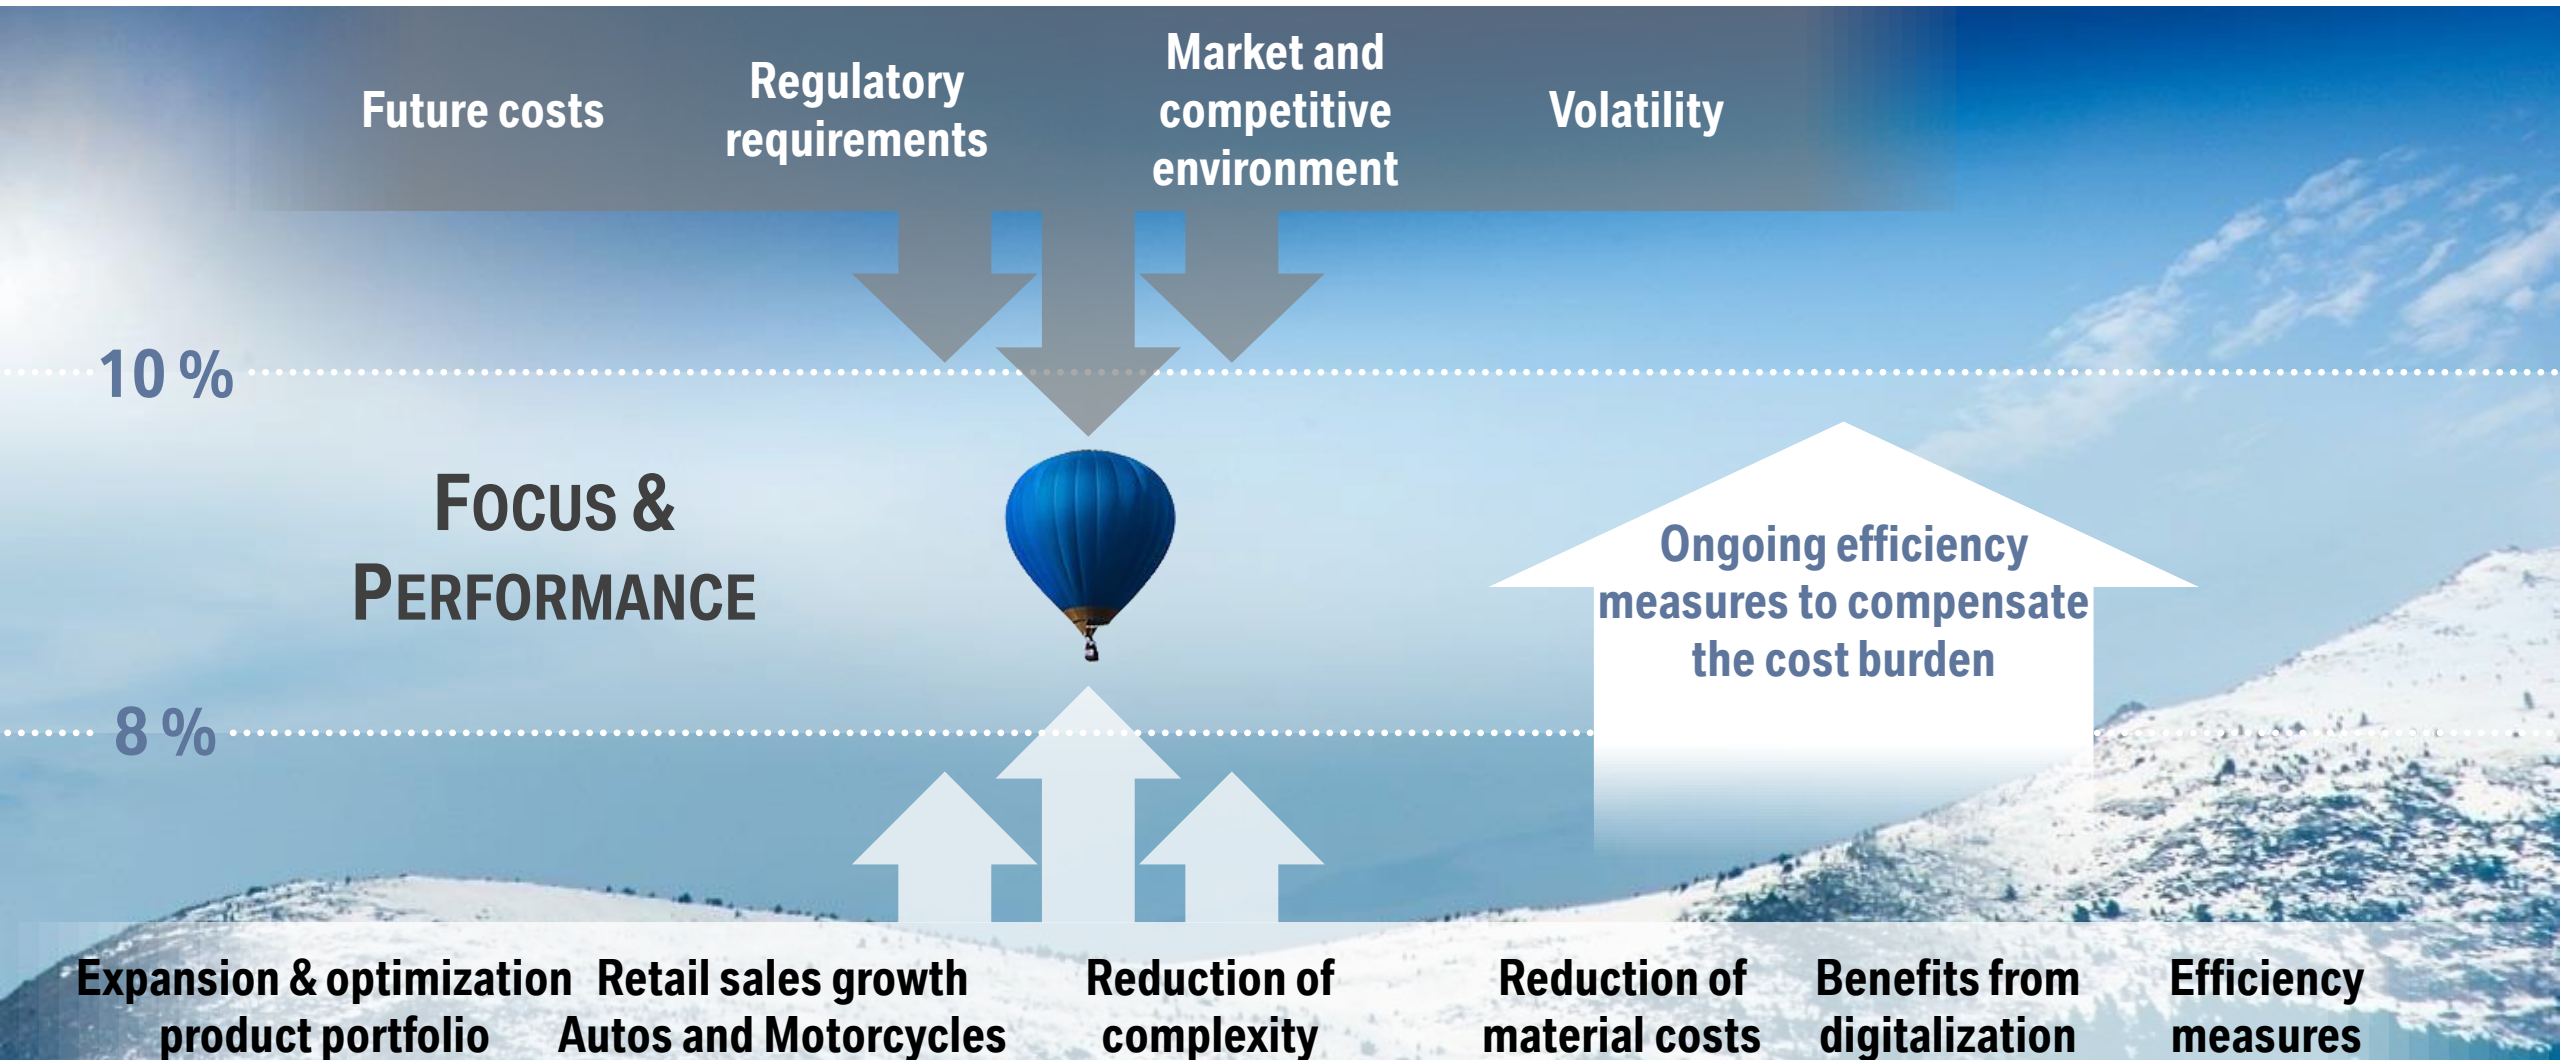 Future costs
Regulatory
requirements
Market and
competitive
environment
Volatility
10 %
FOCUS &
PERFORMANCE
Ongoing efficiency
measures to compensate
the cost burden
8 %
Expansion & optimization
product portfolio
Retail sales growth
Autos and Motorcycles
Reduction of
complexity
Reduction of
material costs
Benefits from
digitalization
Efficiency
measures